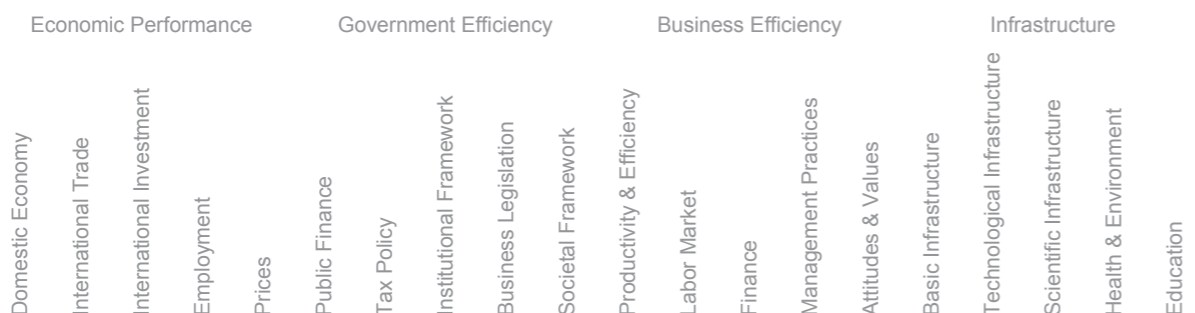 Economic Performance
Government Efficiency
Business Efficiency
Infrastructure
Domestic Economy
International Trade
International Investment
Employment
Prices
Public Finance
Tax Policy
Institutional Framework
Business Legislation
Societal Framework
Productivity & Efficiency
Labor Market
Finance
Management Practices
Attitudes & Values
Basic Infrastructure
Technological Infrastructure
Scientific Infrastructure
Health & Environment
Education